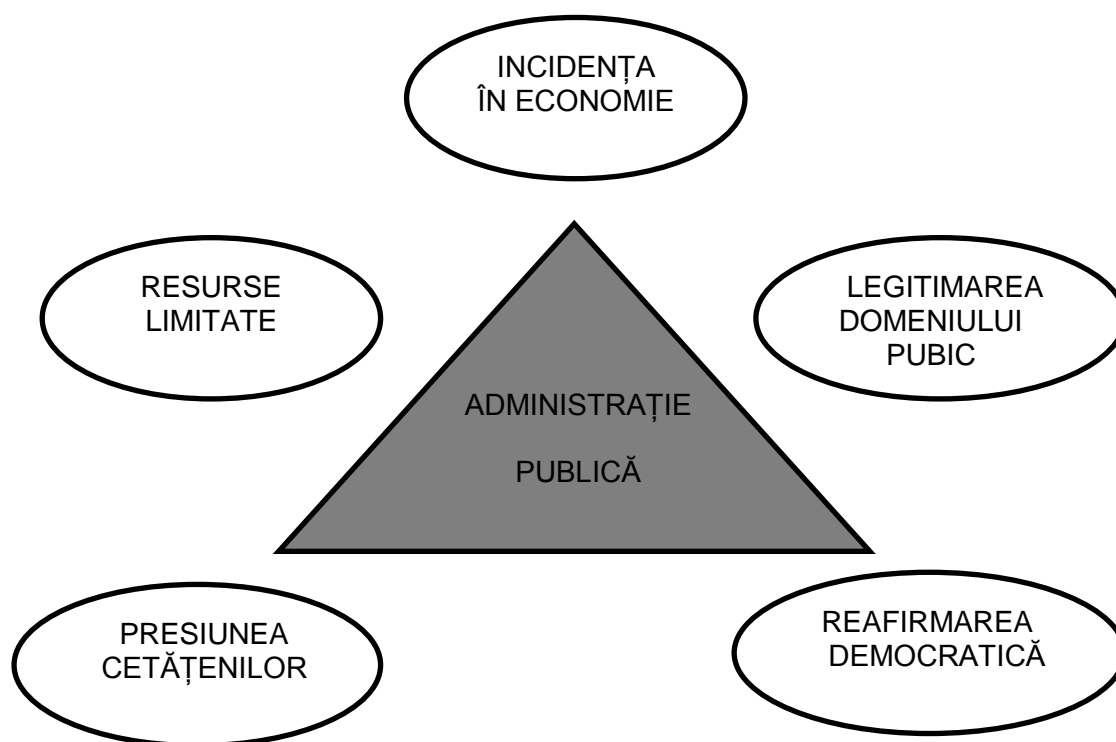 INCIDENȚA
ÎN ECONOMIE
RESURSE
LIMITATE
LEGITIMAREA
DOMENIULUI
PUBIC
ADMINISTRAȚIE
PUBLICĂ
PRESIUNEA
CETĂȚENILOR
REAFIRMAREA
DEMOCRATICĂ